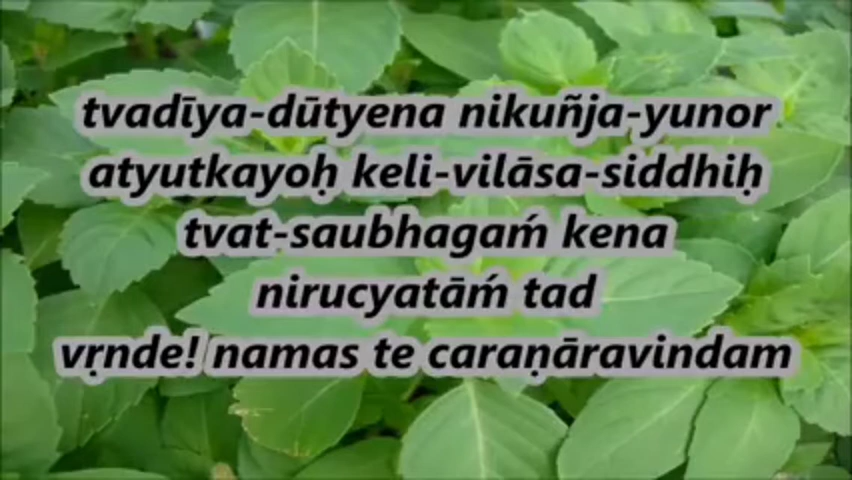 tvadīya-dūtyena nikuñja-yunor
atyutkayoḥ keli-vilāsa-siddhiḥ
tvat-saubhagaḿ kena
nirucyatāḿ tad
vṛnde! namas te caraṇāravindam